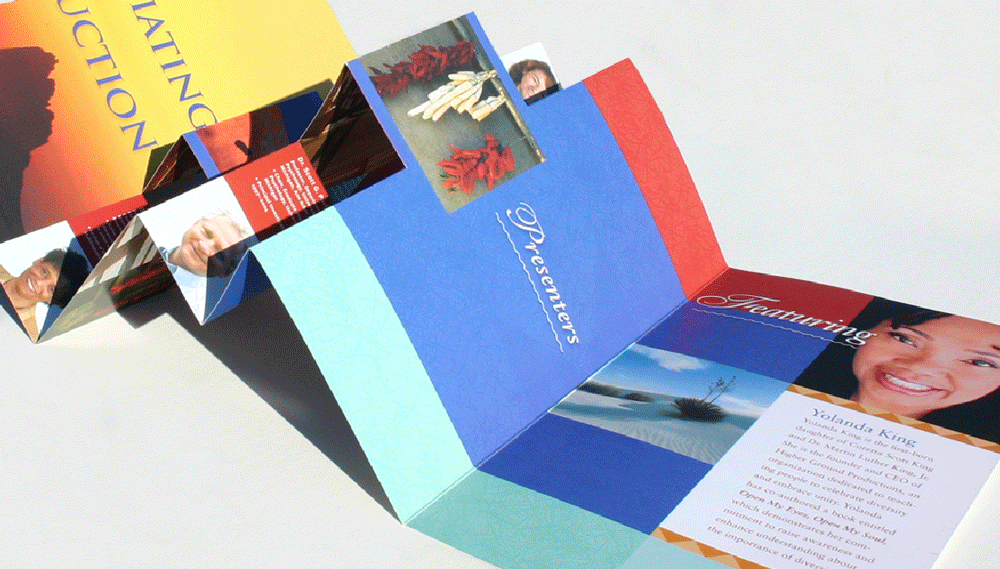 IATING
UCTION
Dr. Scott G.
Presenters
Featuring
Yolanda King
Yolanda King is the first-born
daughter of Coretta Scott King
and Dr. Martin Luther King, Jr.
She is the founder and CEO of
Higher Ground Productions, an
organization dedicated to teach-
ing people to celebrate diversity
and embrace unity. Yolanda
has co-authored a book entitled
Open My Eyes, Open My Soul,
which demonstrates her com-
mitment to raise awareness and
enhance understanding about
the importance of divers